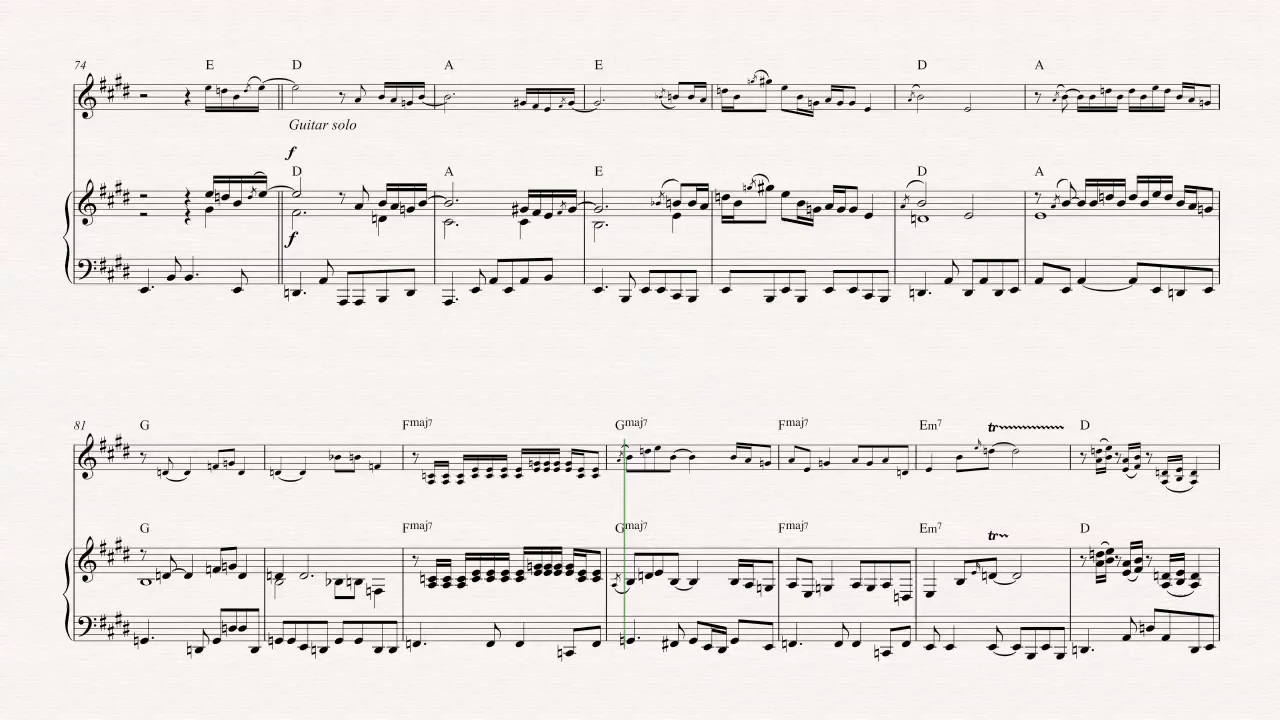 74 E D A E D A
Guitar solo
f
D A E D A
f
81 G Fmaj7 Gmaj7 Fmaj7 Em7 tr D
G Fmaj7 Gmaj7 Fmaj7 Em7 tr D